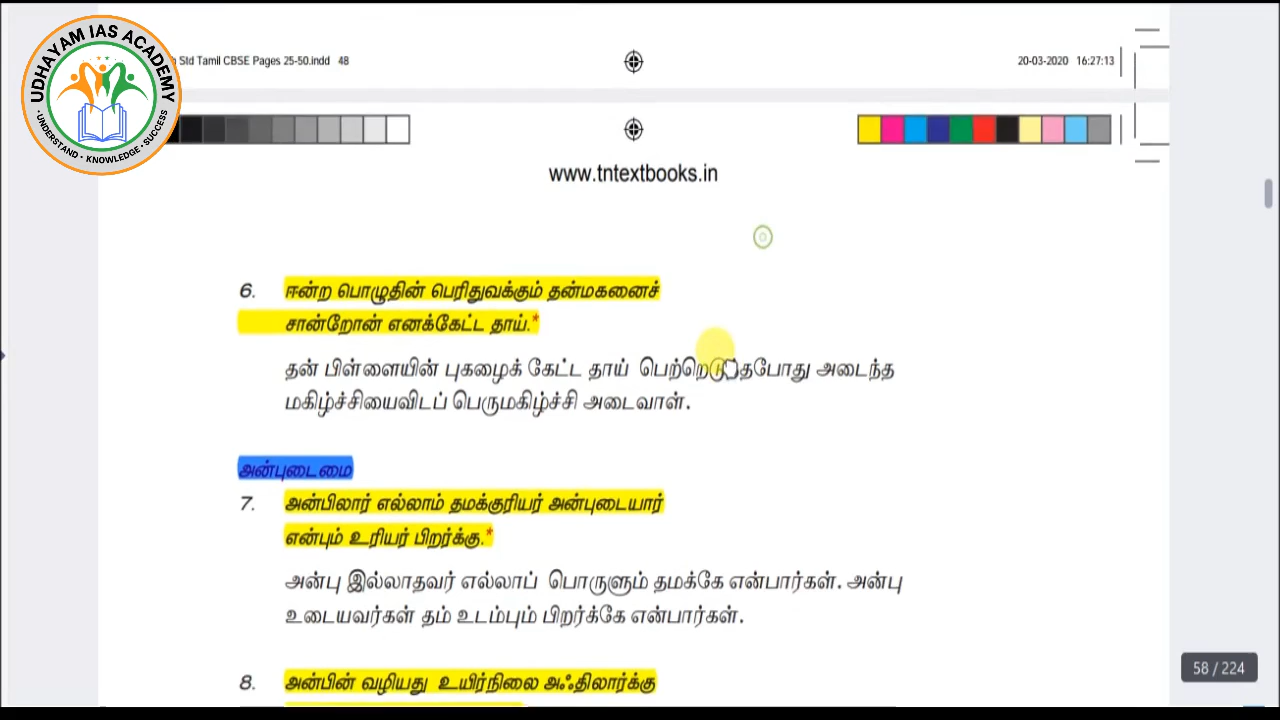 UDHAYAM IAS ACADEMY
· UNDERSTAND · KNOWLEDGE · SUCCESS ·
Std Tamil CBSE Pages 25-50.indd 48
20-03-2020 16:27:13
www.tntextbooks.in
6. ஈன்ற பொழுதின் பெரிதுவக்கும் தன்மகனைச்
சான்றோன் எனக்கேட்ட தாய்.*
தன் பிள்ளையின் புகழைக் கேட்ட தாய் அடைந்த
மகிழ்ச்சியைவிடப் பெருமகிழ்ச்சி அடைவாள்.
அன்புடைமை
7. அன்பிலார் எல்லாம் தமக்குரியர் அன்புடையார்
என்பும் உரியர் பிறர்க்கு.*
அன்பு இல்லாதவர் எல்லாப் பொருளும் தமக்கே என்பார்கள். அன்பு
உடையவர்கள் தம் உடம்பும் பிறர்க்கே என்பார்கள்.
8. அன்பின் வழியது உயிர்நிலை அஃதிலார்க்கு
58 / 224